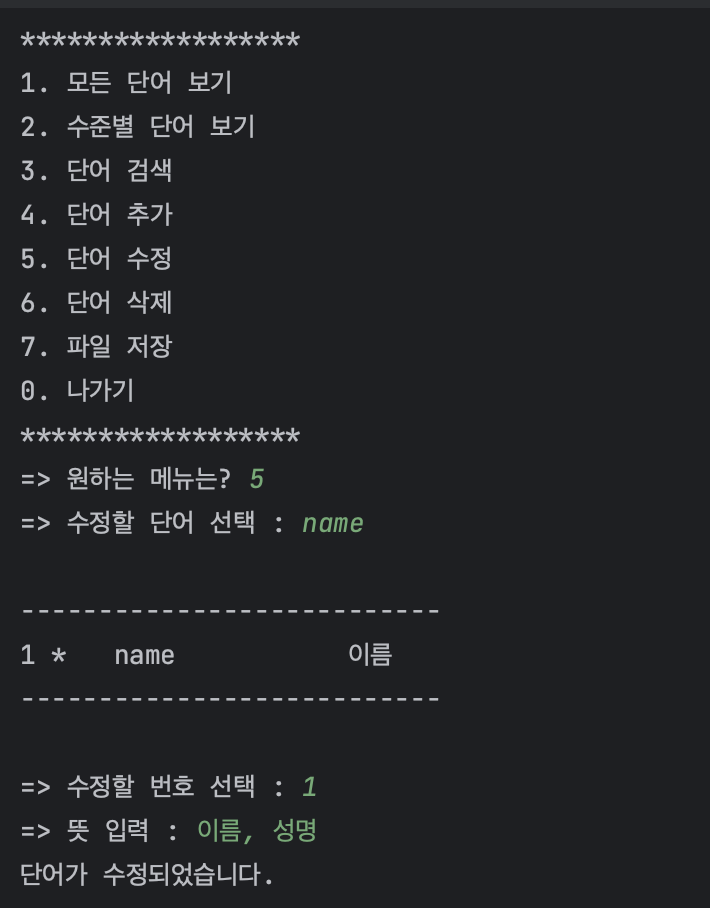 ******************
1. 모든 단어 보기
2. 수준별 단어 보기
3. 단어 검색
4. 단어 추가
5. 단어 수정
6. 단어 삭제
7. 파일 저장
0. 나가기
******************
=> 원하는 메뉴는? 5
=> 수정할 단어 선택 : name
---------------------------
1 *   name           이름
---------------------------
=> 수정할 번호 선택 : 1
=> 뜻 입력 : 이름, 성명
단어가 수정되었습니다.